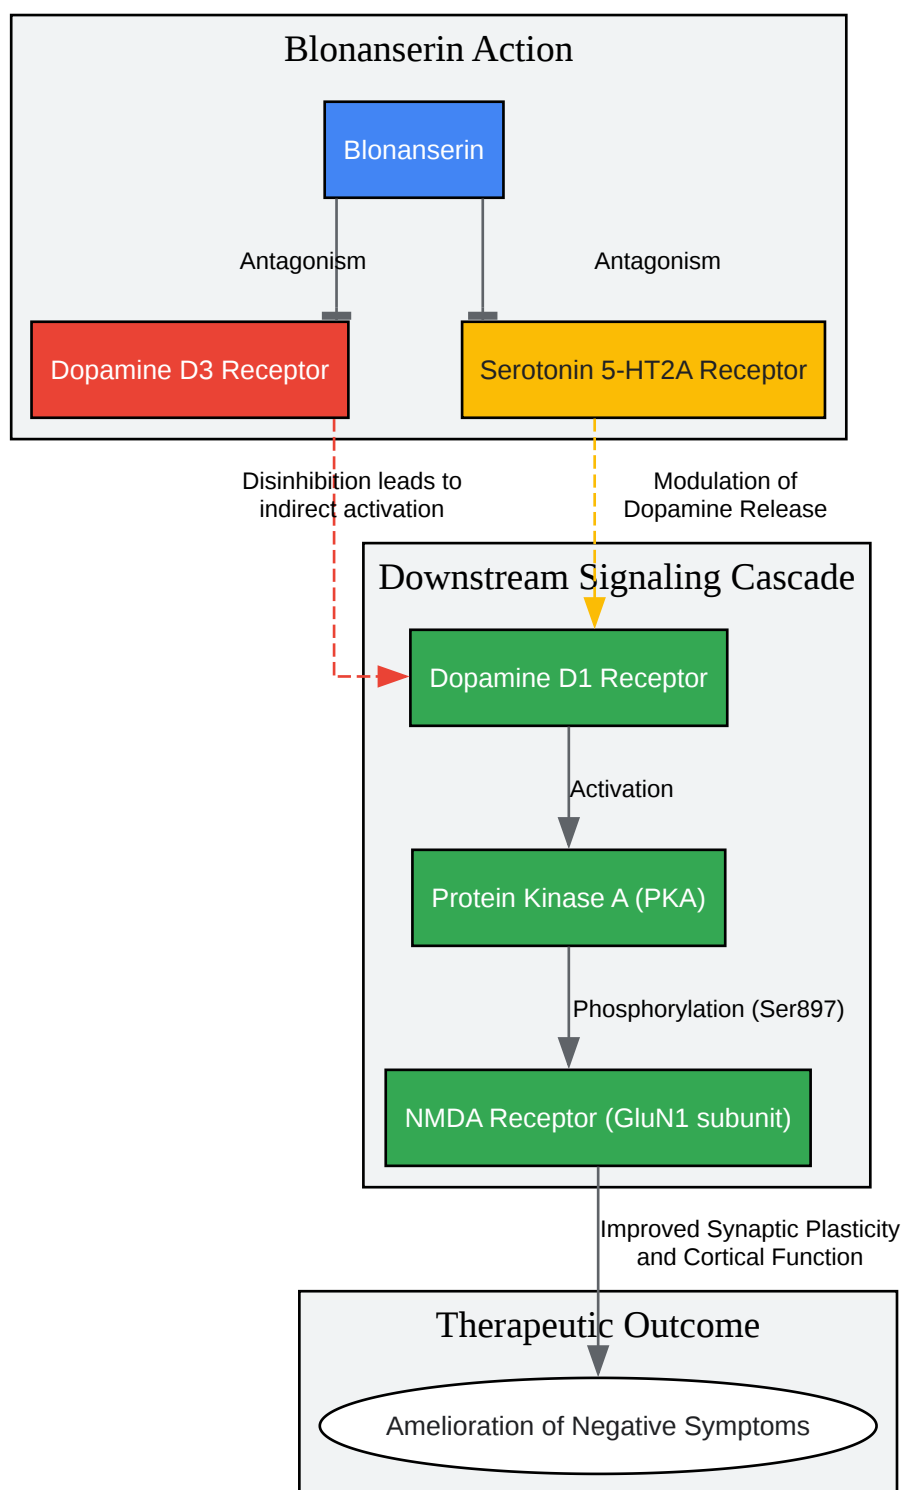 Blonanserin Action
Blonanserin
Antagonism
Antagonism
Dopamine D3 Receptor
Serotonin 5-HT2A Receptor
Disinhibition leads to
indirect activation
Modulation of
Dopamine Release
Downstream Signaling Cascade
Dopamine D1 Receptor
Activation
Protein Kinase A (PKA)
Phosphorylation (Ser897)
NMDA Receptor (GluN1 subunit)
Improved Synaptic Plasticity
and Cortical Function
Therapeutic Outcome
Amelioration of Negative Symptoms